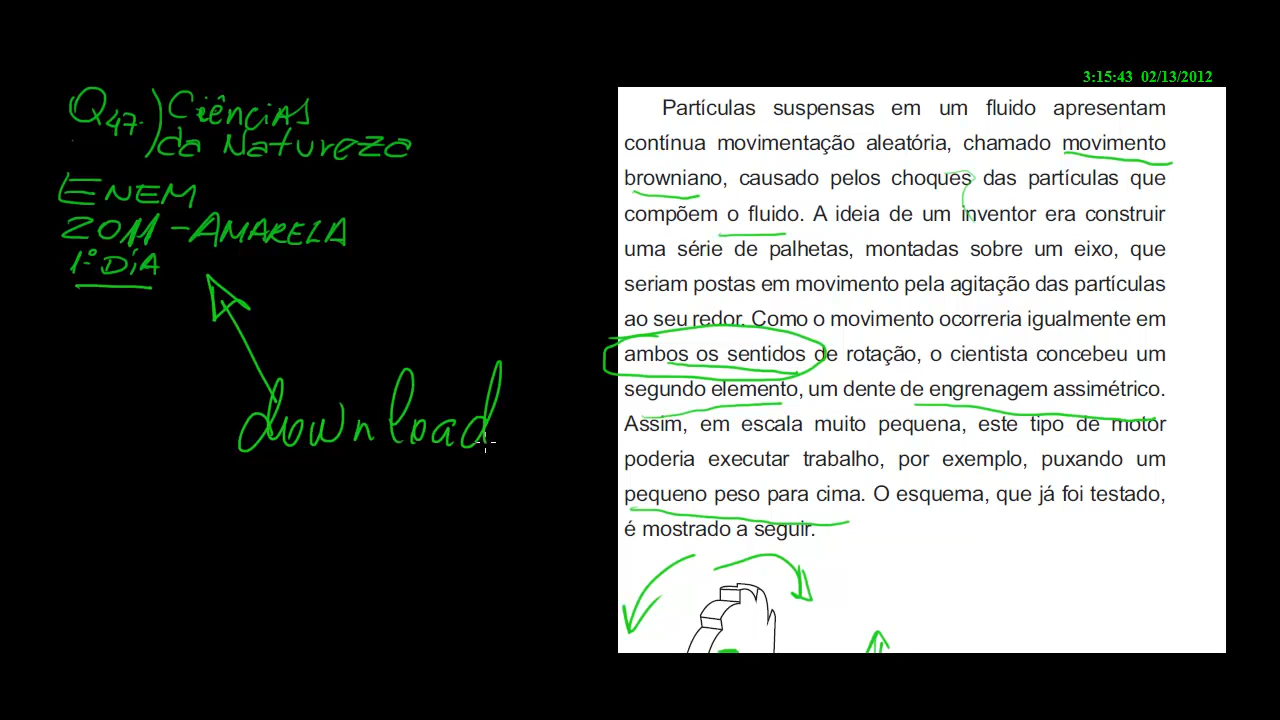 3:15:43 02/13/2012
Q47.) Ciências
da Natureza
ENEM
2011 - AMARELA
1º DIA
download
Partículas suspensas em um fluido apresentam
contínua movimentação aleatória, chamado movimento
browniano, causado pelos choques das partículas que
compõem o fluido. A ideia de um inventor era construir
uma série de palhetas, montadas sobre um eixo, que
seriam postas em movimento pela agitação das partículas
ao seu redor. Como o movimento ocorreria igualmente em
ambos os sentidos de rotação, o cientista concebeu um
segundo elemento, um dente de engrenagem assimétrico.
Assim, em escala muito pequena, este tipo de motor
poderia executar trabalho, por exemplo, puxando um
pequeno peso para cima. O esquema, que já foi testado,
é mostrado a seguir.